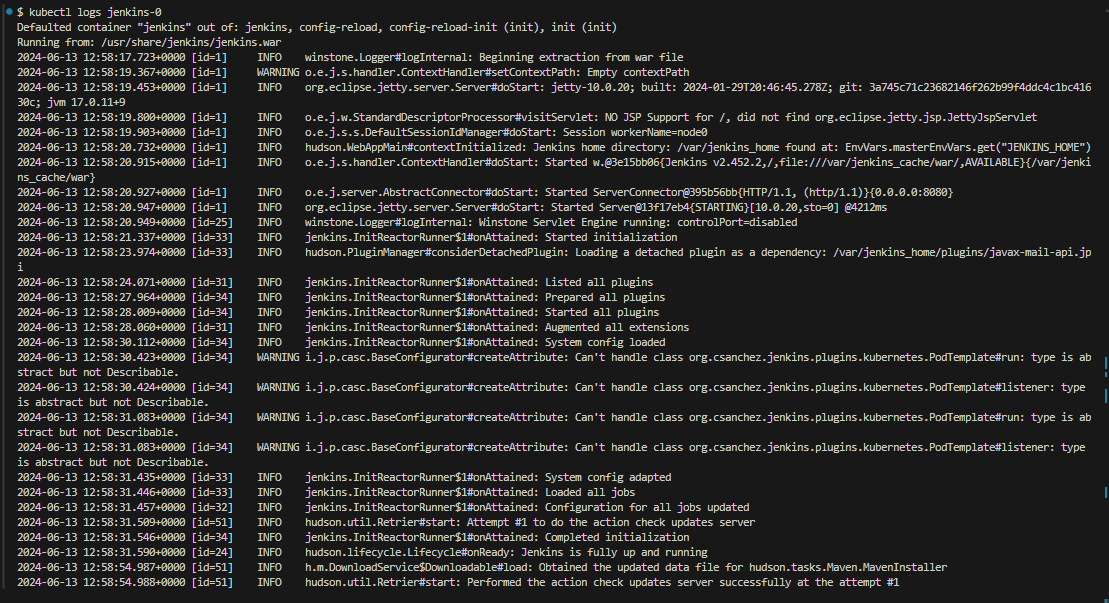 $ kubectl logs jenkins-0
Defaulted container "jenkins" out of: jenkins, config-reload, config-reload-init (init), init (init)
Running from: /usr/share/jenkins/jenkins.war
2024-06-13 12:58:17.723+0000 [id=1]	INFO	winstone.Logger#logInternal: Beginning extraction from war file
2024-06-13 12:58:19.367+0000 [id=1]	WARNING	o.e.j.s.handler.ContextHandler#setContextPath: Empty contextPath
2024-06-13 12:58:19.453+0000 [id=1]	INFO	org.eclipse.jetty.server.Server#doStart: jetty-10.0.20; built: 2024-01-29T20:46:45.278Z; git: 3a745c71c23682146f262b99f4ddc4c1bc416
30c; jvm 17.0.11+9
2024-06-13 12:58:19.800+0000 [id=1]	INFO	o.e.j.w.StandardDescriptorProcessor#visitServlet: NO JSP Support for /, did not find org.eclipse.jetty.jsp.JettyJspServlet
2024-06-13 12:58:19.903+0000 [id=1]	INFO	o.e.j.s.s.DefaultSessionIdManager#doStart: Session workerName=node0
2024-06-13 12:58:20.732+0000 [id=1]	INFO	hudson.WebAppMain#contextInitialized: Jenkins home directory: /var/jenkins_home found at: EnvVars.masterEnvVars.get("JENKINS_HOME")
2024-06-13 12:58:20.915+0000 [id=1]	INFO	o.e.j.s.handler.ContextHandler#doStart: Started w.@3e15bb06{Jenkins v2.452.2,/,file:///var/jenkins_cache/war/,AVAILABLE}{/var/jenki
ns_cache/war}
2024-06-13 12:58:20.927+0000 [id=1]	INFO	o.e.j.server.AbstractConnector#doStart: Started ServerConnector@395b56bb{HTTP/1.1, (http/1.1)}{0.0.0.0:8080}
2024-06-13 12:58:20.947+0000 [id=1]	INFO	org.eclipse.jetty.server.Server#doStart: Started Server@13f17eb4{STARTING}[10.0.20,sto=0] @4212ms
2024-06-13 12:58:20.949+0000 [id=25]	INFO	winstone.Logger#logInternal: Winstone Servlet Engine running: controlPort=disabled
2024-06-13 12:58:21.337+0000 [id=33]	INFO	jenkins.InitReactorRunner$1#onAttained: Started initialization
2024-06-13 12:58:23.974+0000 [id=33]	INFO	hudson.PluginManager#considerDetachedPlugin: Loading a detached plugin as a dependency: /var/jenkins_home/plugins/javax-mail-api.jp
i
2024-06-13 12:58:24.071+0000 [id=31]	INFO	jenkins.InitReactorRunner$1#onAttained: Listed all plugins
2024-06-13 12:58:27.964+0000 [id=34]	INFO	jenkins.InitReactorRunner$1#onAttained: Prepared all plugins
2024-06-13 12:58:28.009+0000 [id=34]	INFO	jenkins.InitReactorRunner$1#onAttained: Started all plugins
2024-06-13 12:58:28.060+0000 [id=31]	INFO	jenkins.InitReactorRunner$1#onAttained: Augmented all extensions
2024-06-13 12:58:30.112+0000 [id=34]	INFO	jenkins.InitReactorRunner$1#onAttained: System config loaded
2024-06-13 12:58:30.423+0000 [id=34]	WARNING	i.j.p.casc.BaseConfigurator#createAttribute: Can't handle class org.csanchez.jenkins.plugins.kubernetes.PodTemplate#run: type is ab
stract but not Describable.
2024-06-13 12:58:30.424+0000 [id=34]	WARNING	i.j.p.casc.BaseConfigurator#createAttribute: Can't handle class org.csanchez.jenkins.plugins.kubernetes.PodTemplate#listener: type
is abstract but not Describable.
2024-06-13 12:58:31.083+0000 [id=34]	WARNING	i.j.p.casc.BaseConfigurator#createAttribute: Can't handle class org.csanchez.jenkins.plugins.kubernetes.PodTemplate#run: type is ab
stract but not Describable.
2024-06-13 12:58:31.083+0000 [id=34]	WARNING	i.j.p.casc.BaseConfigurator#createAttribute: Can't handle class org.csanchez.jenkins.plugins.kubernetes.PodTemplate#listener: type
is abstract but not Describable.
2024-06-13 12:58:31.435+0000 [id=33]	INFO	jenkins.InitReactorRunner$1#onAttained: System config adapted
2024-06-13 12:58:31.446+0000 [id=33]	INFO	jenkins.InitReactorRunner$1#onAttained: Loaded all jobs
2024-06-13 12:58:31.457+0000 [id=32]	INFO	jenkins.InitReactorRunner$1#onAttained: Configuration for all jobs updated
2024-06-13 12:58:31.509+0000 [id=51]	INFO	hudson.util.Retrier#start: Attempt #1 to do the action check updates server
2024-06-13 12:58:31.546+0000 [id=34]	INFO	jenkins.InitReactorRunner$1#onAttained: Completed initialization
2024-06-13 12:58:31.590+0000 [id=24]	INFO	hudson.lifecycle.Lifecycle#onReady: Jenkins is fully up and running
2024-06-13 12:58:54.987+0000 [id=51]	INFO	h.m.DownloadService$Downloadable#load: Obtained the updated data file for hudson.tasks.Maven.MavenInstaller
2024-06-13 12:58:54.988+0000 [id=51]	INFO	hudson.util.Retrier#start: Performed the action check updates server successfully at the attempt #1